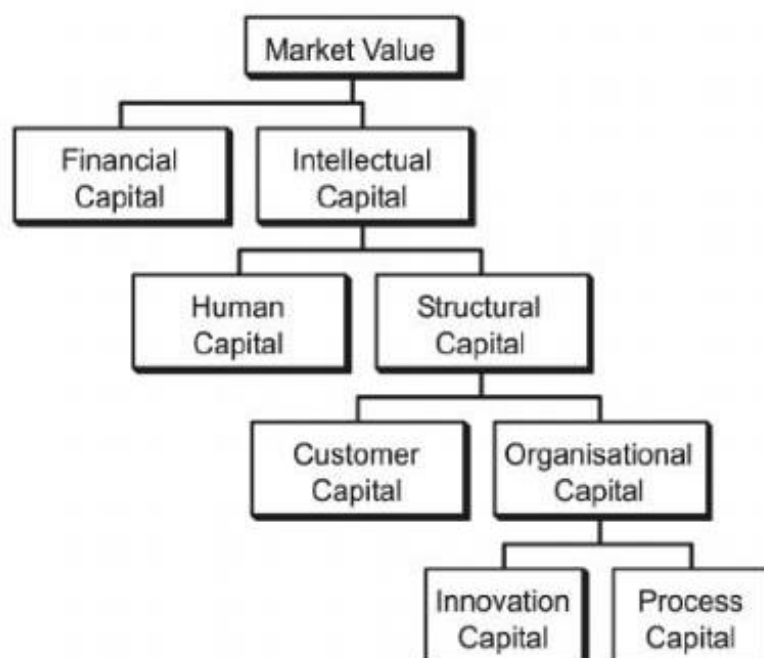 Market Value
Financial
Capital
Intellectual
Capital
Human
Capital
Structural
Capital
Customer
Capital
Organisational
Capital
Innovation
Capital
Process
Capital